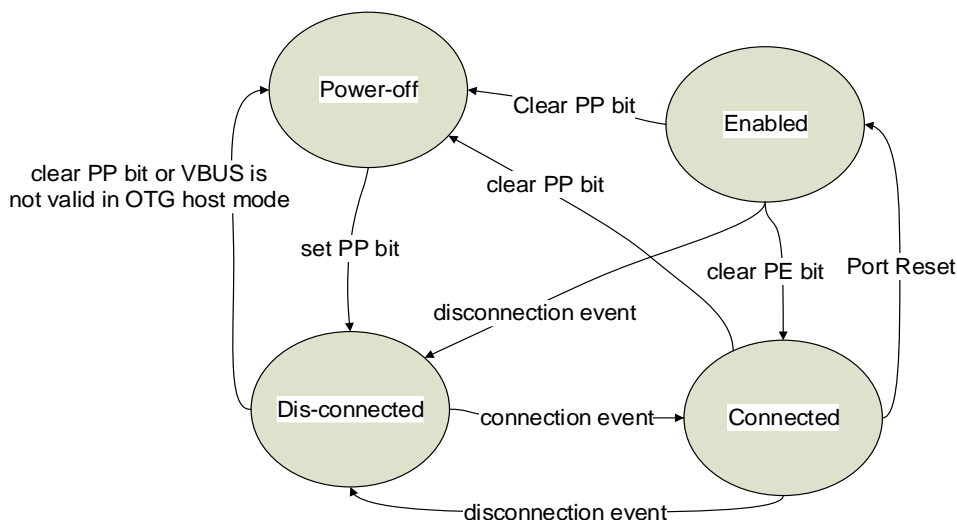 Power-off
Clear PP bit
Enabled
clear PP bit or VBUS is
not valid in OTG host mode
clear PP bit
set PP bit
clear PE bit
Port Reset
disconnection event
Dis-connected
connection event
Connected
disconnection event